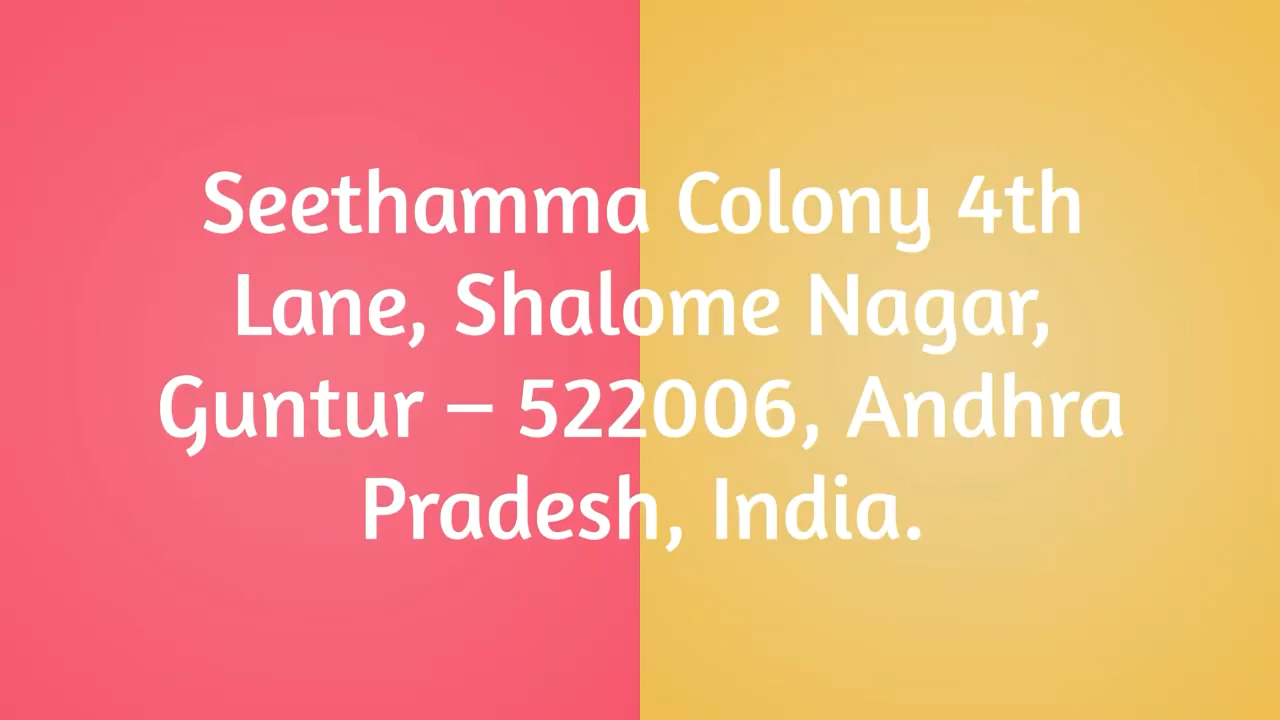 Seethamma Colony 4th
Lane, Shalome Nagar,
Guntur – 522006, Andhra
Pradesh, India.